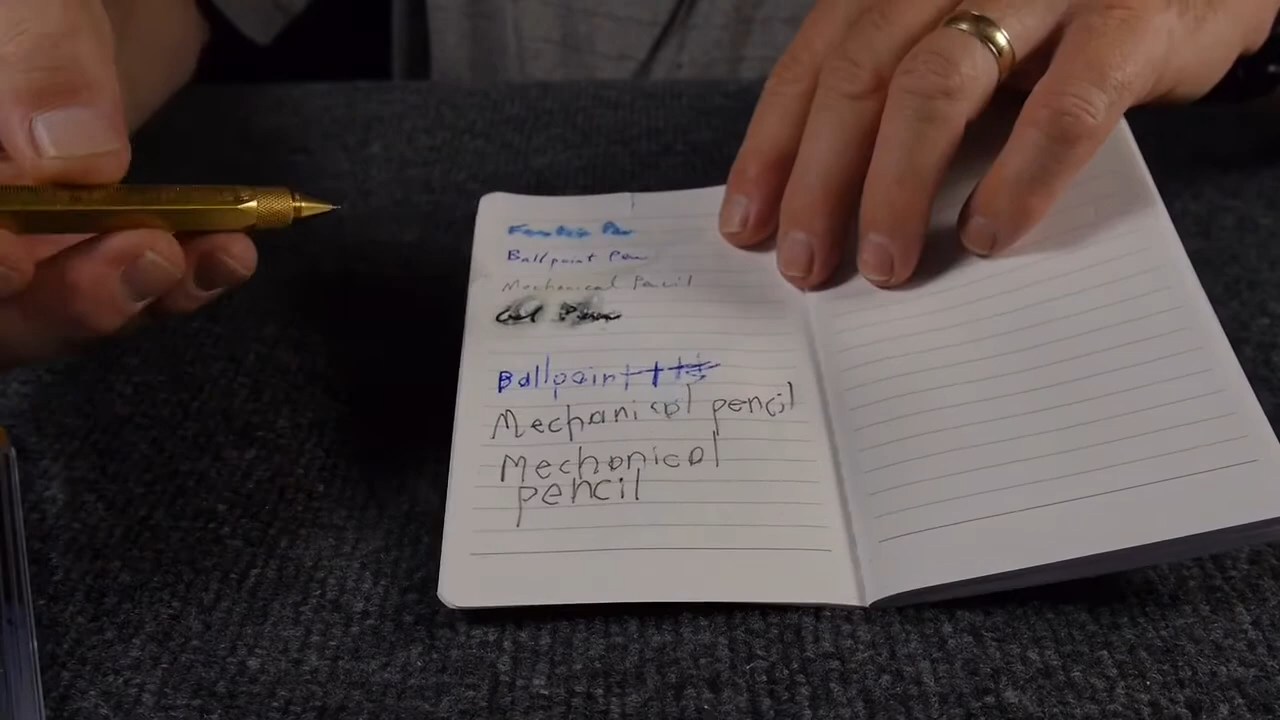 Fountain Pen
Ballpoint Pen
Mechanical Pencil
Gel Pen
Ballpoint
Mechanical pencil
Mechanical
pencil